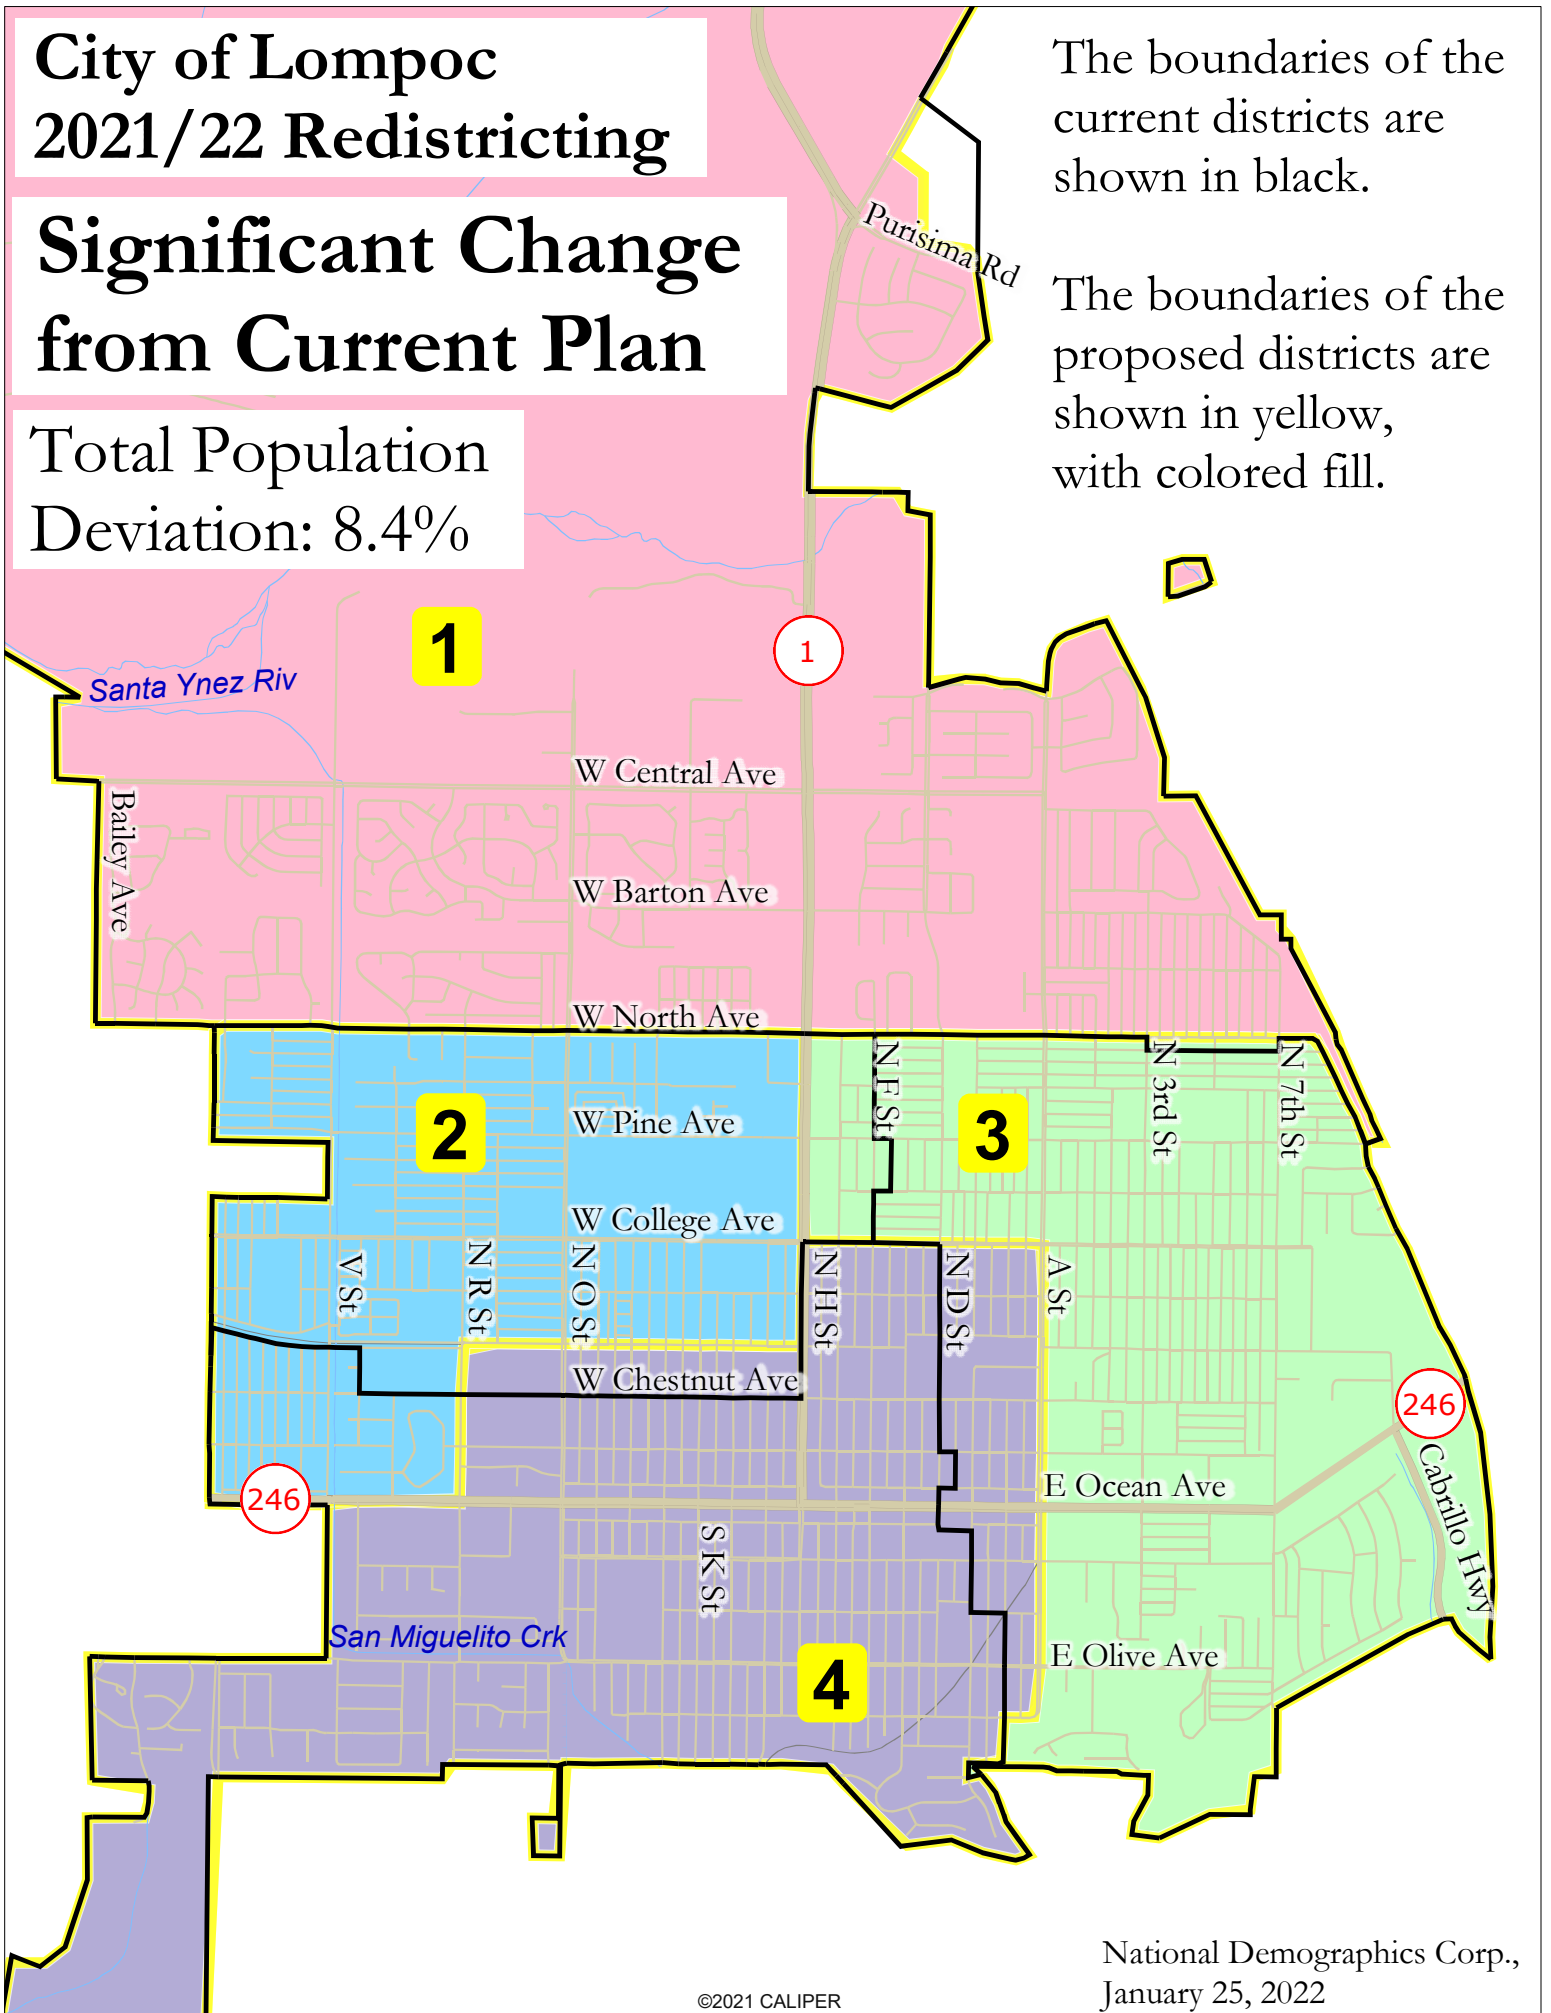 City of Lompoc
2021/22 Redistricting
Significant Change
from Current Plan
Total Population
Deviation: 8.4%
The boundaries of the
current districts are
shown in black.
The boundaries of the
proposed districts are
shown in yellow,
with colored fill.
Purisima Rd
1
1
Santa Ynez Riv
W Central Ave
Bailey Ave
W Barton Ave
W North Ave
N F St
N 3rd St
N 7th St
2
W Pine Ave
3
W College Ave
V St
N R St
N O St
N H St
N D St
A St
W Chestnut Ave
246
Cabrillo Hwy
246
E Ocean Ave
S K St
San Miguelito Crk
E Olive Ave
4
National Demographics Corp.,
January 25, 2022
©2021 CALIPER